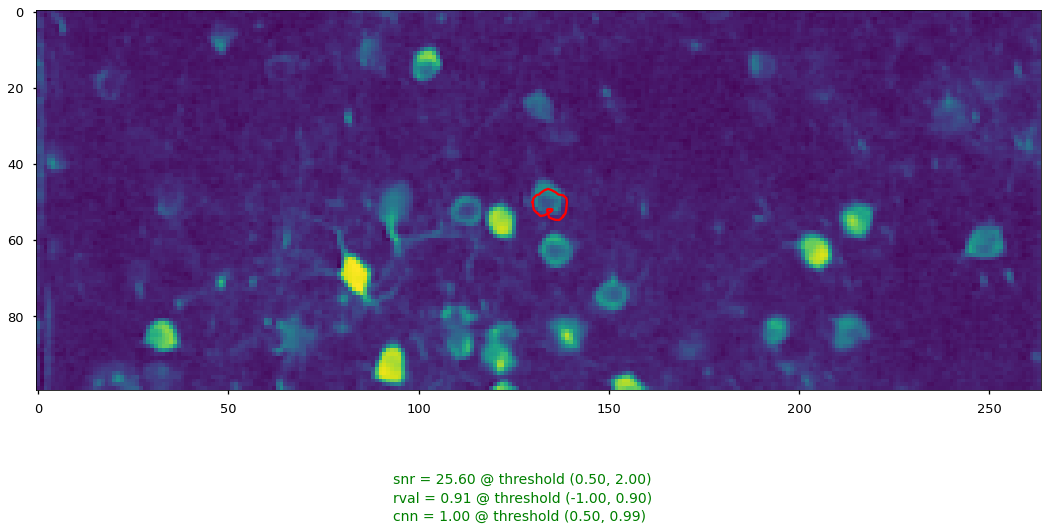 0
20
40
60
80
0 50 100 150 200 250
snr = 25.60 @ threshold (0.50, 2.00)
rval = 0.91 @ threshold (-1.00, 0.90)
cnn = 1.00 @ threshold (0.50, 0.99)